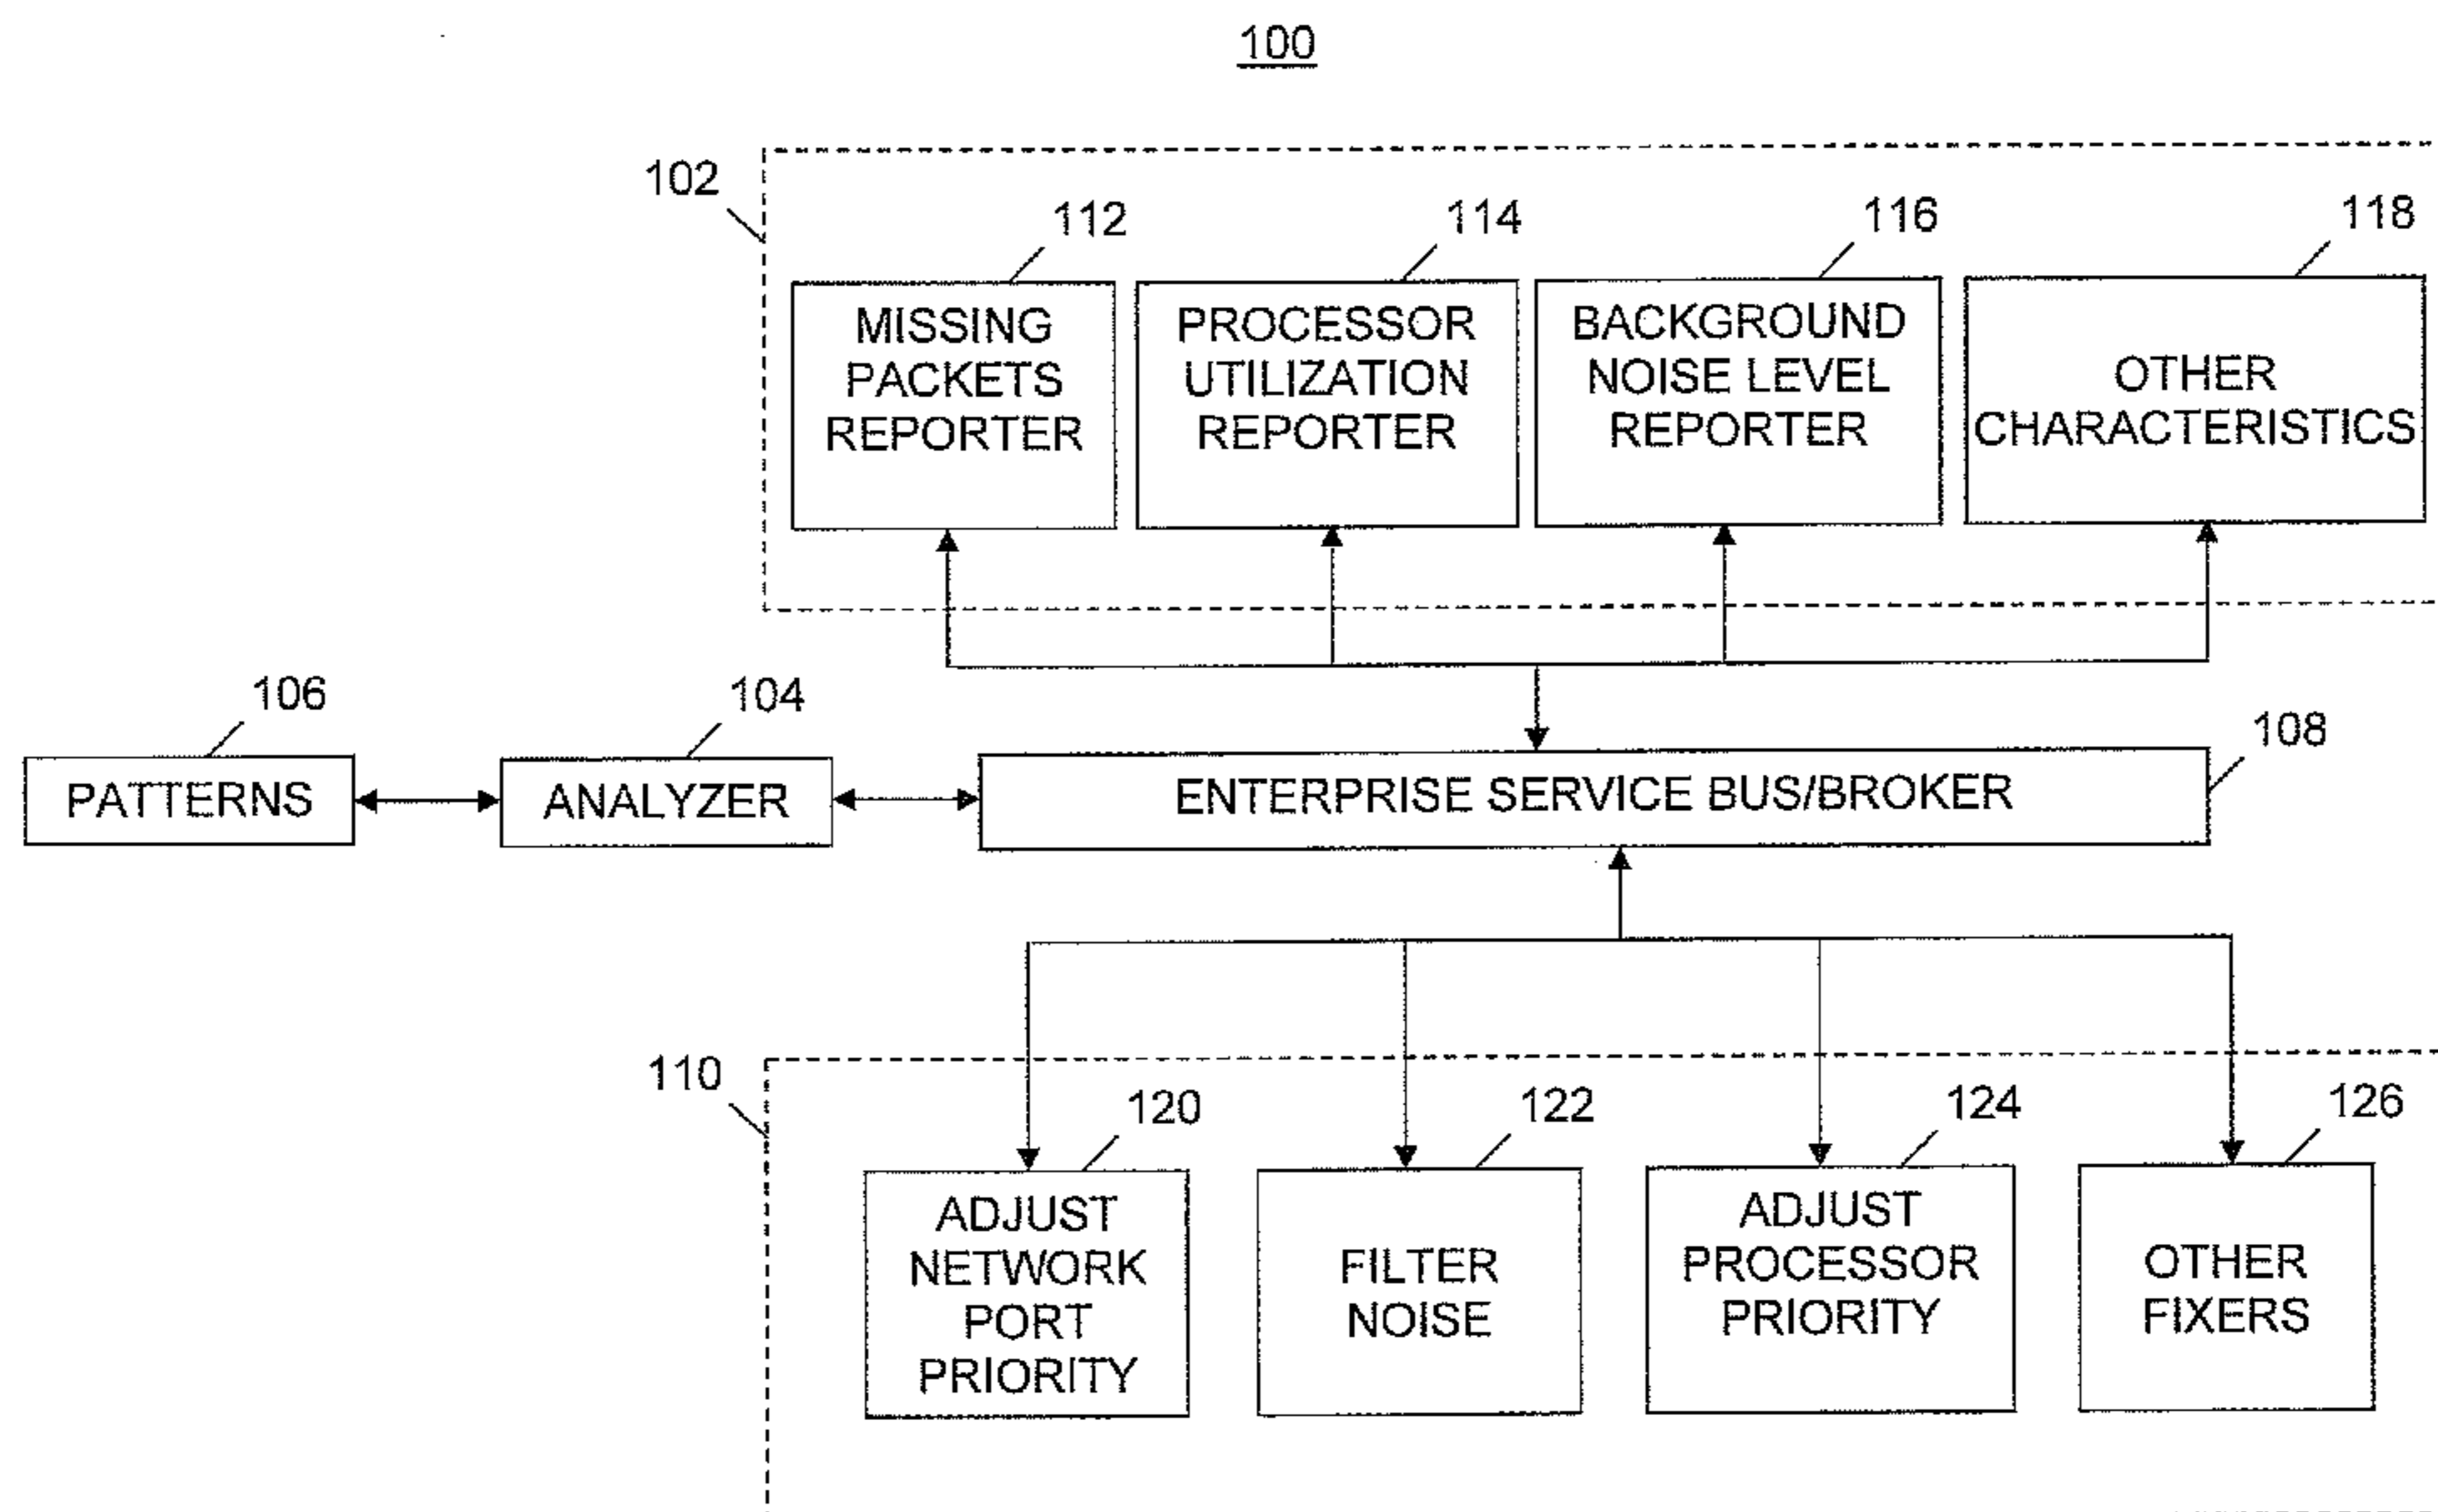 100
102
112
114
116
118
MISSING
PACKETS
REPORTER
PROCESSOR
UTILIZATION
REPORTER
BACKGROUND
NOISE LEVEL
REPORTER
OTHER
CHARACTERISTICS
106
104
108
PATTERNS
ANALYZER
ENTERPRISE SERVICE BUS/BROKER
110
120
122
124
126
ADJUST
NETWORK
PORT
PRIORITY
FILTER
NOISE
ADJUST
PROCESSOR
PRIORITY
OTHER
FIXERS